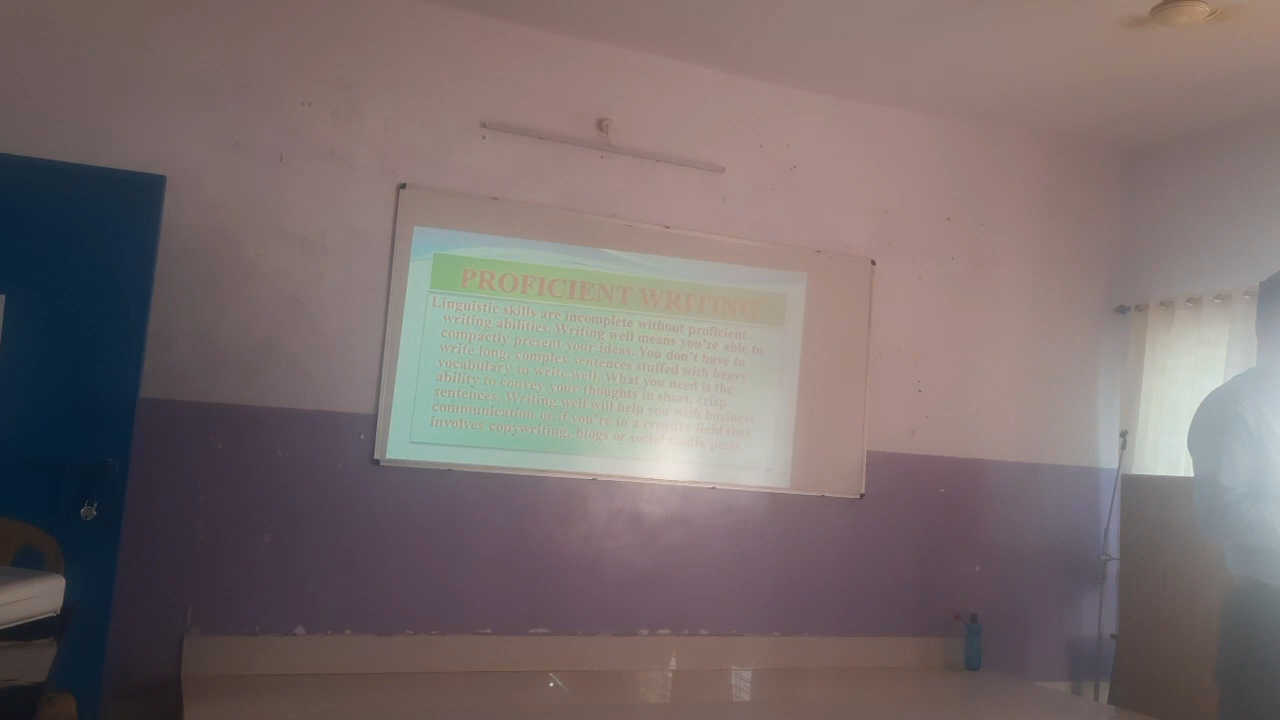 PROFICIENT WRITING
Linguistic skills are incomplete without proficient
writing abilities. Writing well means you're able to
compactly present your ideas. You don't have to
write long, complex sentences stuffed with heavy
vocabulary to write well. What you need is the
ability to convey your thoughts in short, crisp
sentences. Writing well will help you with business
communication or if you're in a creative field that
involves copywriting, blogs or social media posts.